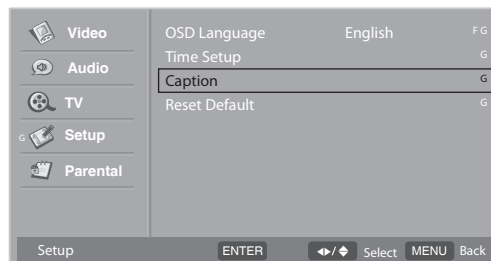 Video
Audio
TV
G Setup
Parental
OSD Language English F G
Time Setup G
Caption G
Reset Default G
Setup ENTER / Select MENU Back